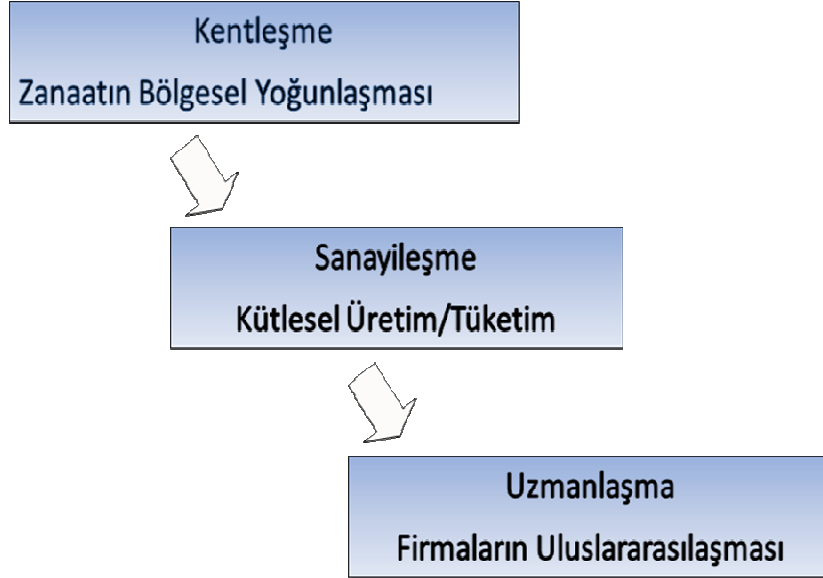 Kentleşme
Zanaatın Bölgesel Yoğunlaşması
Sanayileşme
Kütlesel Üretim/Tüketim
Uzmanlaşma
Firmaların Uluslararasılaşması